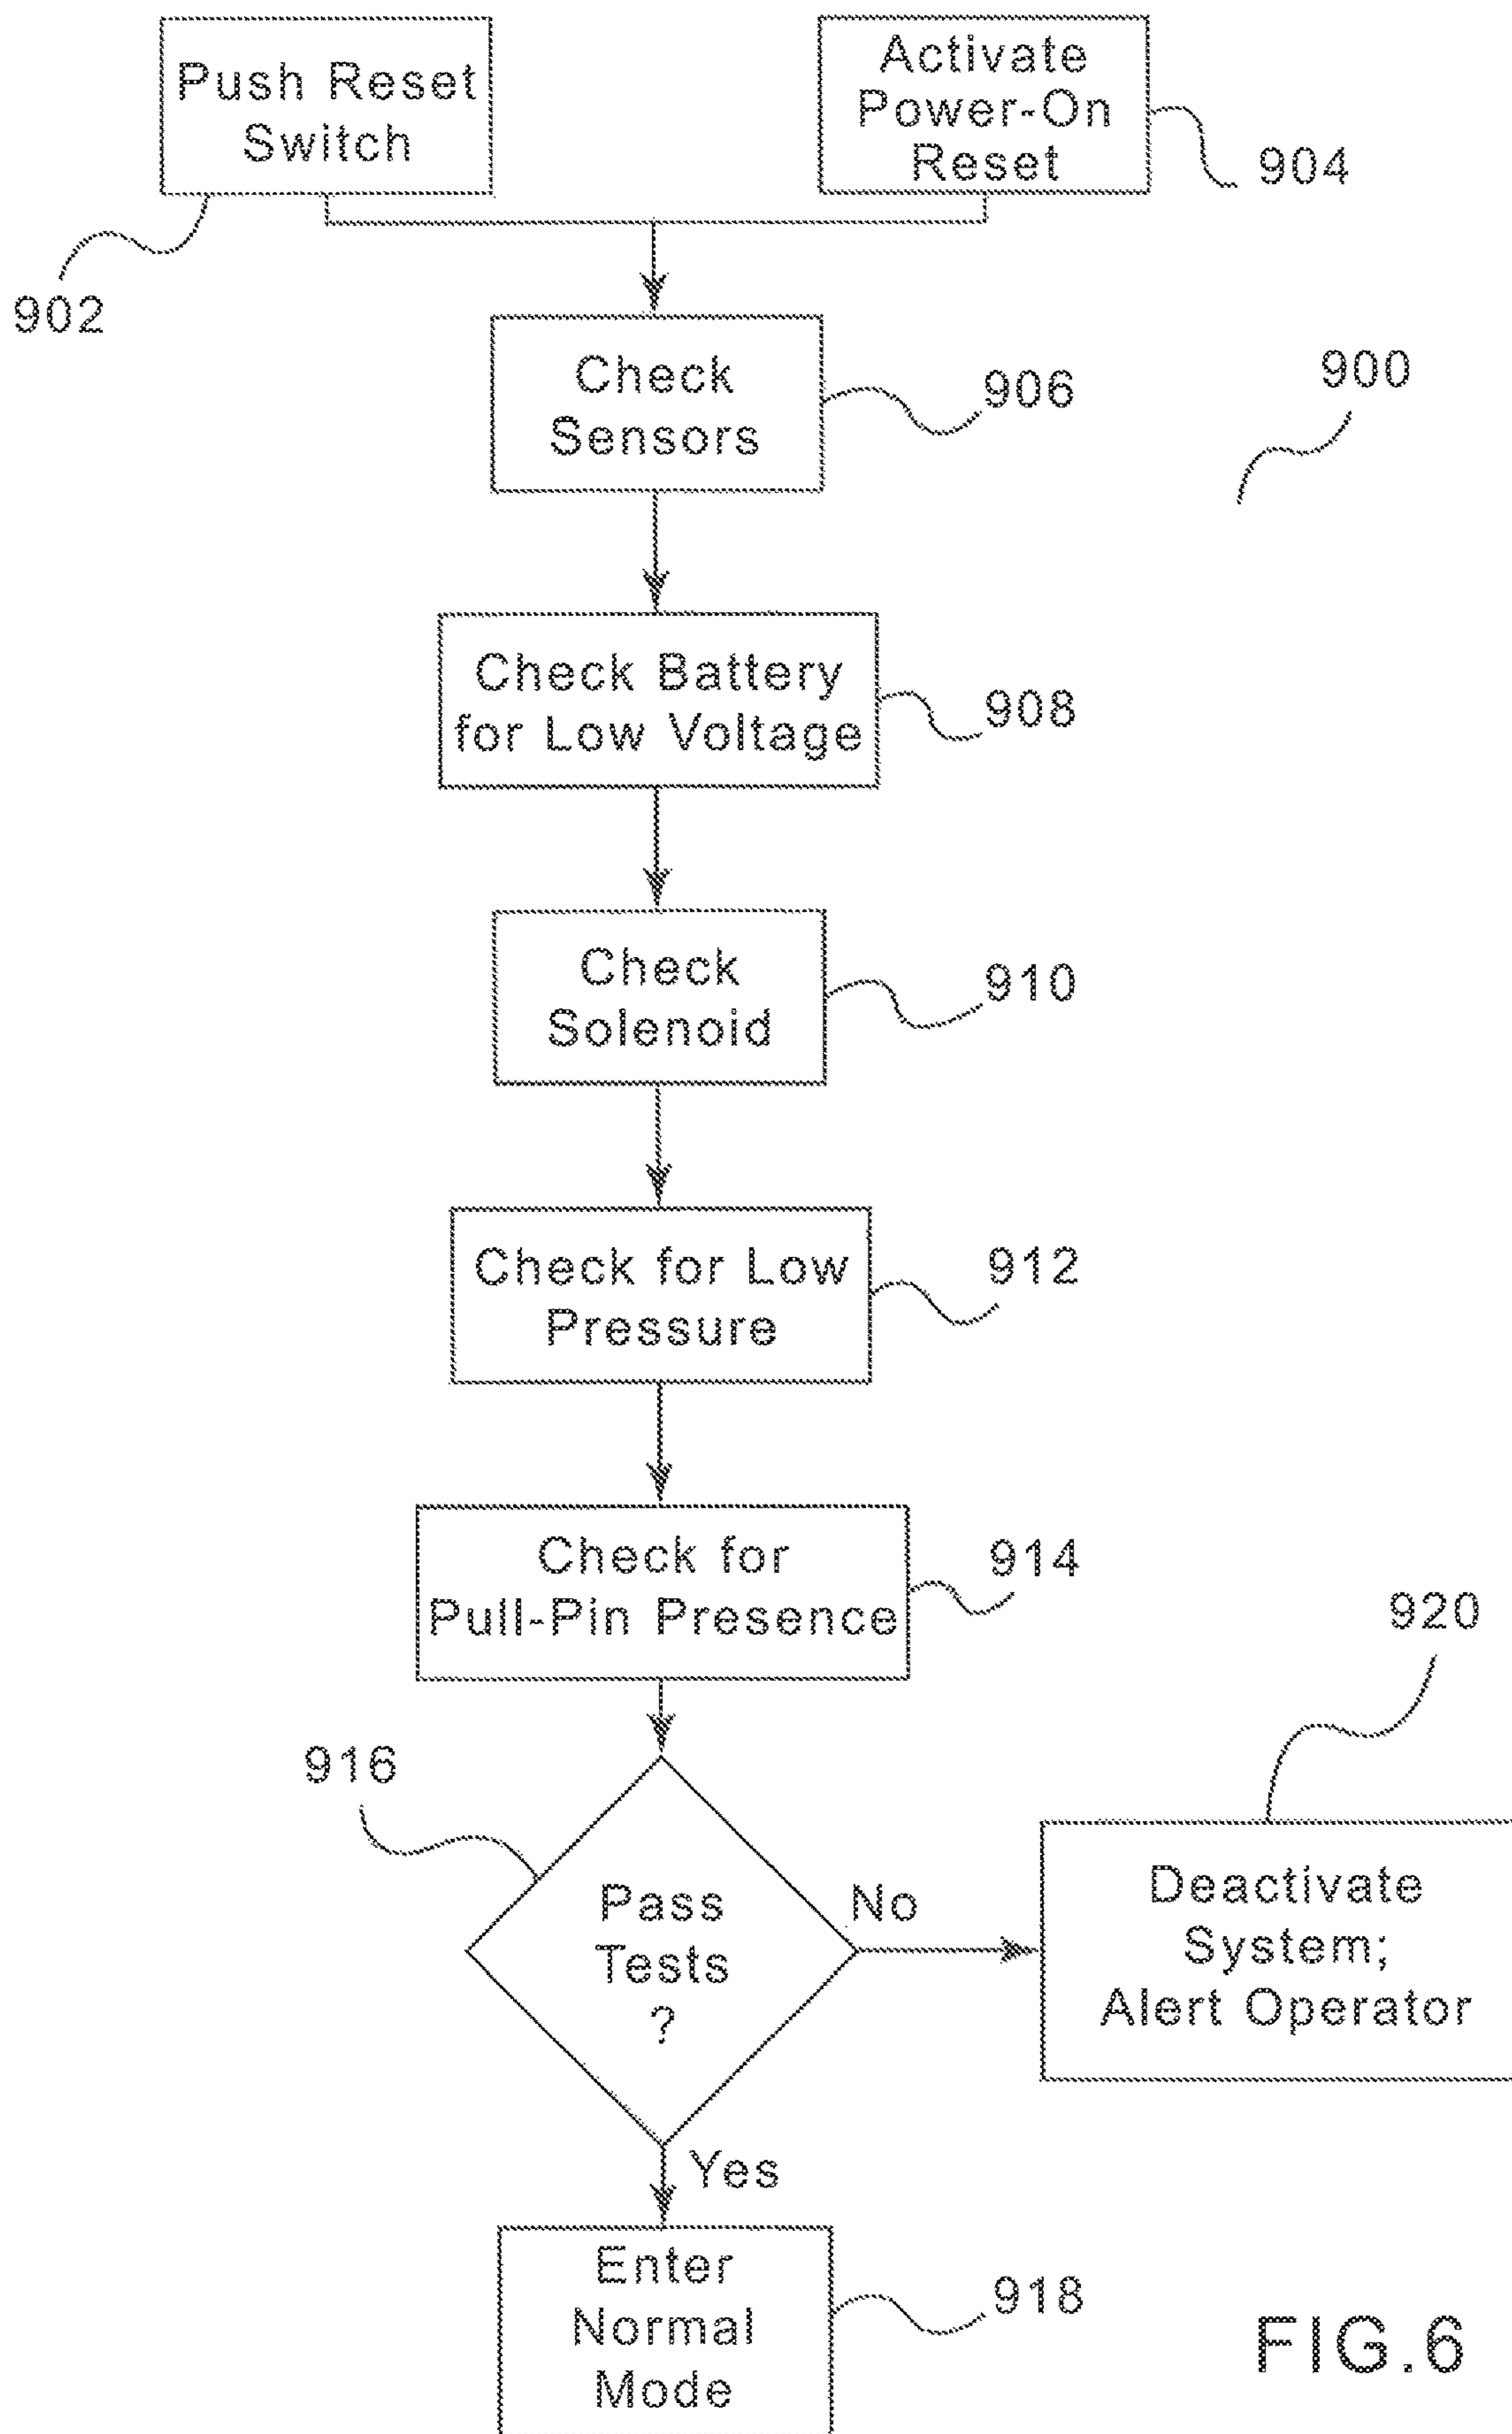 Push Reset
Switch
902
Activate
Power-On
Reset
904
Check
Sensors
906
900
Check Battery
for Low Voltage
908
Check
Solenoid
910
Check for Low
Pressure
912
Check for
Pull-Pin Presence
914
916
Pass
Tests
?
No
920
Deactivate
System;
Alert Operator
Yes
Enter
Normal
Mode
918
FIG.6